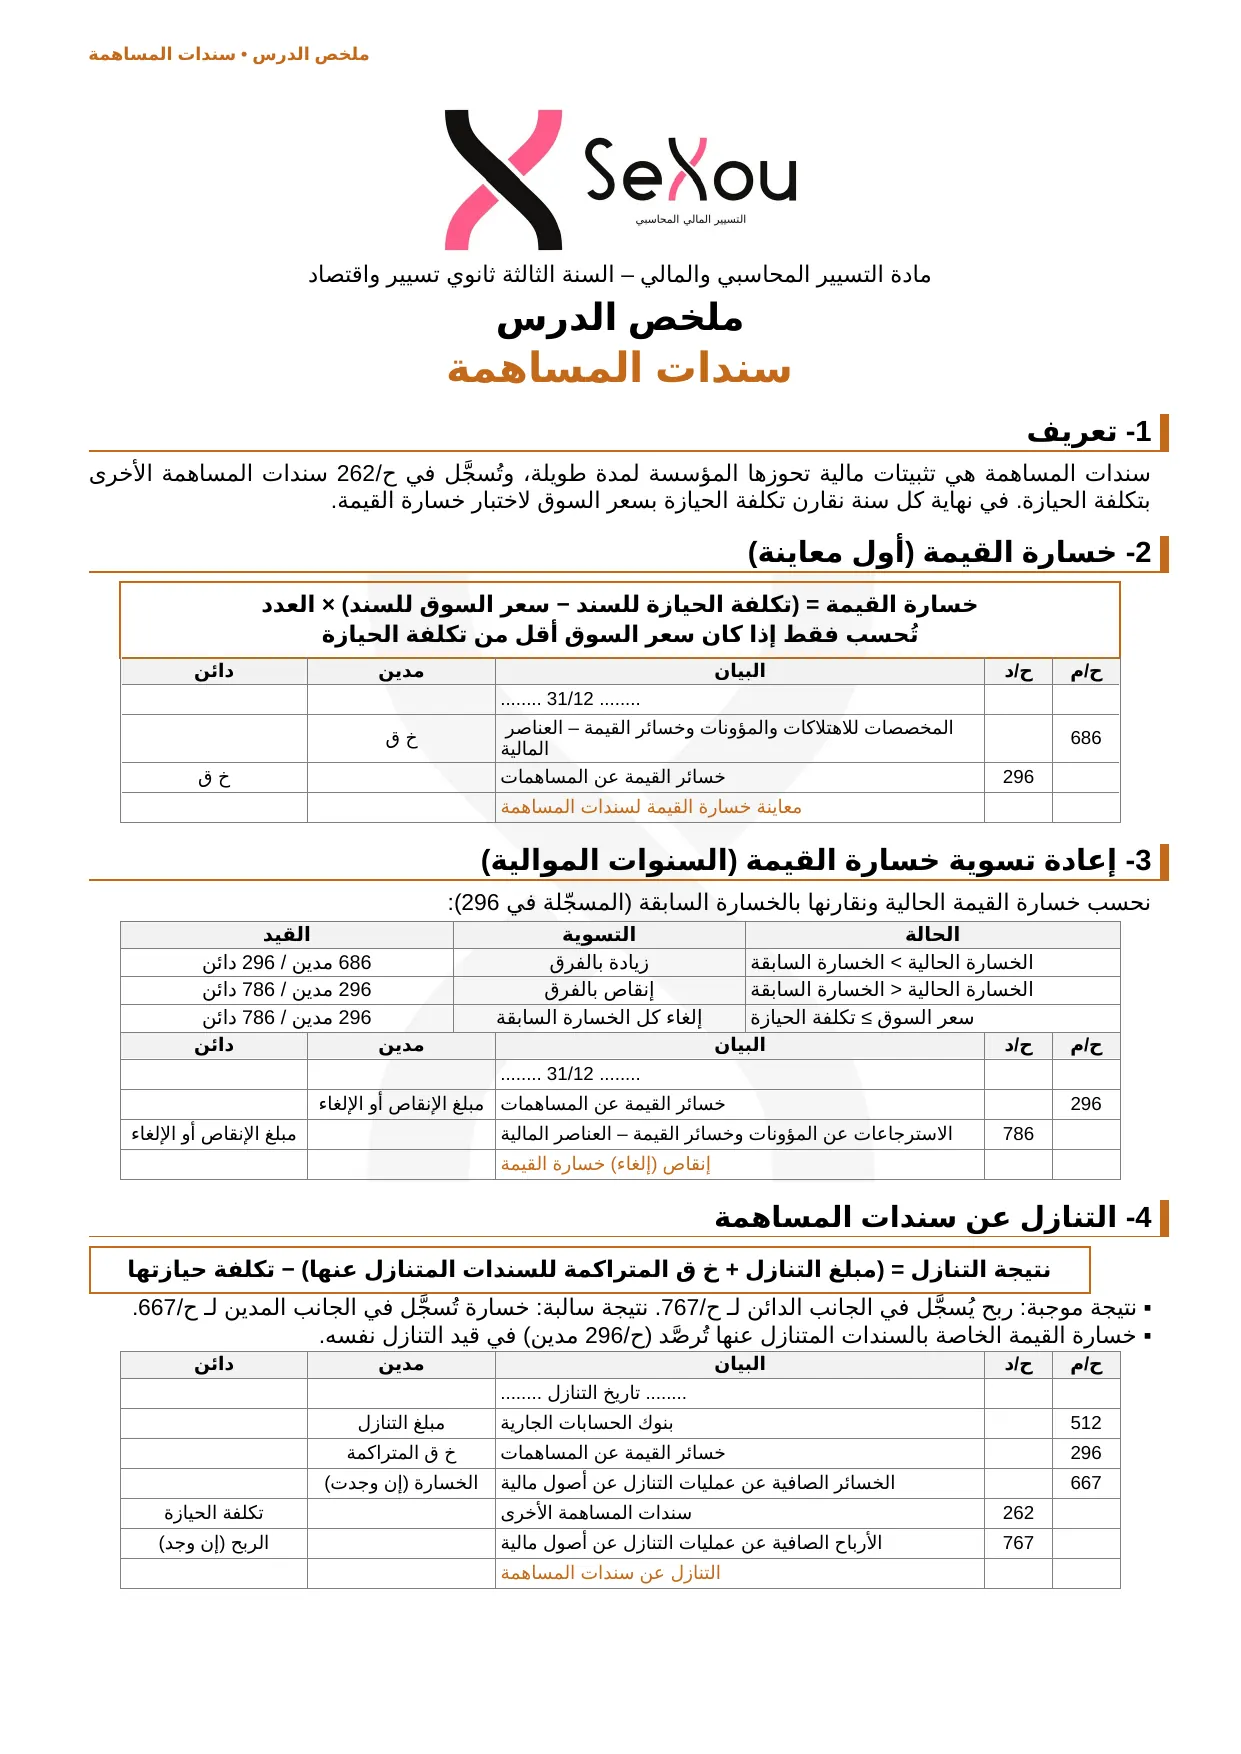 ملخص الدرس • سندات المساهمة
SeXou
التسيير المالي المحاسبي
مادة التسيير المحاسبي والمالي – السنة الثالثة ثانوي تسيير واقتصاد
ملخص الدرس
سندات المساهمة
1- تعريف
سندات المساهمة هي تثبيتات مالية تحوزها المؤسسة لمدة طويلة، وتُسجَّل في ح/262 سندات المساهمة الأخرى
بتكلفة الحيازة. في نهاية كل سنة نقارن تكلفة الحيازة بسعر السوق لاختبار خسارة القيمة.
2- خسارة القيمة (أول معاينة)
خسارة القيمة = (تكلفة الحيازة للسند − سعر السوق للسند) × العدد
تُحسب فقط إذا كان سعر السوق أقل من تكلفة الحيازة
ح/م ح/د البيان مدين دائن
........ 31/12 ........
686 المخصصات للاهتلاكات والمؤونات وخسائر القيمة – العناصر خ ق
المالية
296 خسائر القيمة عن المساهمات خ ق
معاينة خسارة القيمة لسندات المساهمة
3- إعادة تسوية خسارة القيمة (السنوات الموالية)
نحسب خسارة القيمة الحالية ونقارنها بالخسارة السابقة (المسجّلة في 296):
الحالة التسوية القيد
الخسارة الحالية > الخسارة السابقة زيادة بالفرق 686 مدين / 296 دائن
الخسارة الحالية < الخسارة السابقة إنقاص بالفرق 296 مدين / 786 دائن
سعر السوق ≥ تكلفة الحيازة إلغاء كل الخسارة السابقة 296 مدين / 786 دائن
ح/م ح/د البيان مدين دائن
........ 31/12 ........
296 خسائر القيمة عن المساهمات مبلغ الإنقاص أو الإلغاء
786 الاسترجاعات عن المؤونات وخسائر القيمة – العناصر المالية مبلغ الإنقاص أو الإلغاء
إنقاص (إلغاء) خسارة القيمة
4- التنازل عن سندات المساهمة
نتيجة التنازل = (مبلغ التنازل + خ ق المتراكمة للسندات المتنازل عنها) − تكلفة حيازتها
▪ نتيجة موجبة: ربح يُسجَّل في الجانب الدائن لـ ح/767. نتيجة سالبة: خسارة تُسجَّل في الجانب المدين لـ ح/667.
▪ خسارة القيمة الخاصة بالسندات المتنازل عنها تُرصَّد (ح/296 مدين) في قيد التنازل نفسه.
ح/م ح/د البيان مدين دائن
........ تاريخ التنازل ........
512 بنوك الحسابات الجارية مبلغ التنازل
296 خسائر القيمة عن المساهمات خ ق المتراكمة
667 الخسائر الصافية عن عمليات التنازل عن أصول مالية الخسارة (إن وجدت)
262 سندات المساهمة الأخرى تكلفة الحيازة
767 الأرباح الصافية عن عمليات التنازل عن أصول مالية الربح (إن وجد)
التنازل عن سندات المساهمة